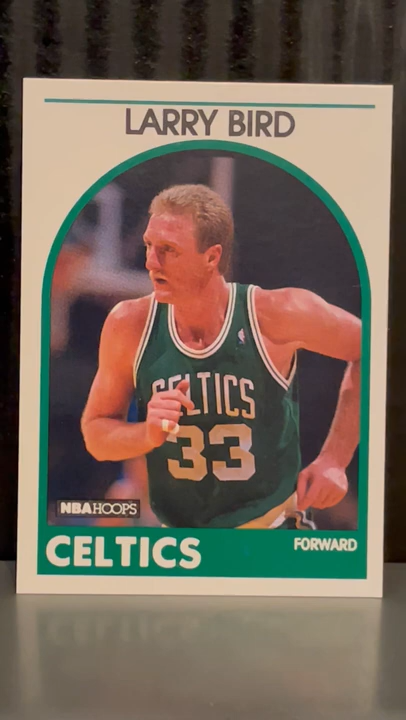 LARRY BIRD
CELTICS
33
NBA HOOPS
CELTICS
FORWARD